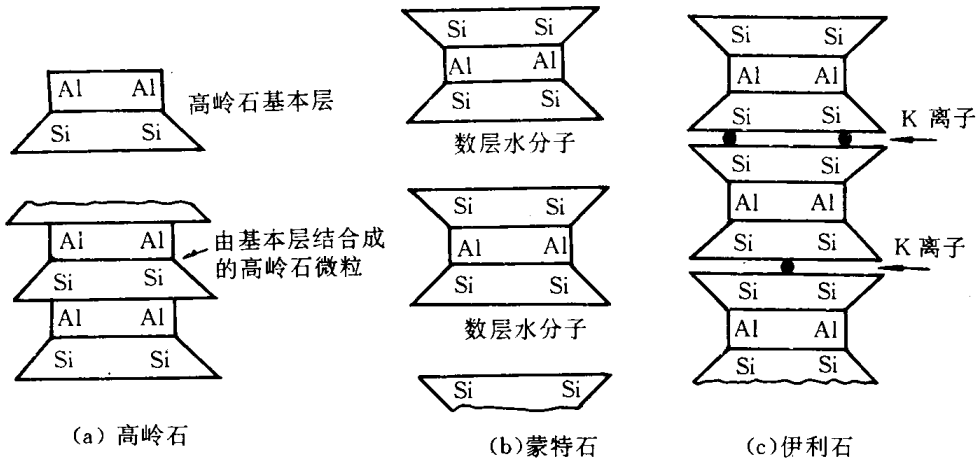 Al Al
高岭石基本层
Si Si
Al Al
由基本层结合成
的高岭石微粒
Si Si
Al Al
Si Si
(a) 高岭石
Si Si
Al Al
Si Si
数层水分子
Si Si
Al Al
Si Si
数层水分子
Si Si
(b) 蒙特石
Si Si
Al Al
Si Si
K 离子
Si Si
Al Al
Si Si
K 离子
Si Si
Al Al
Si Si
(c) 伊利石